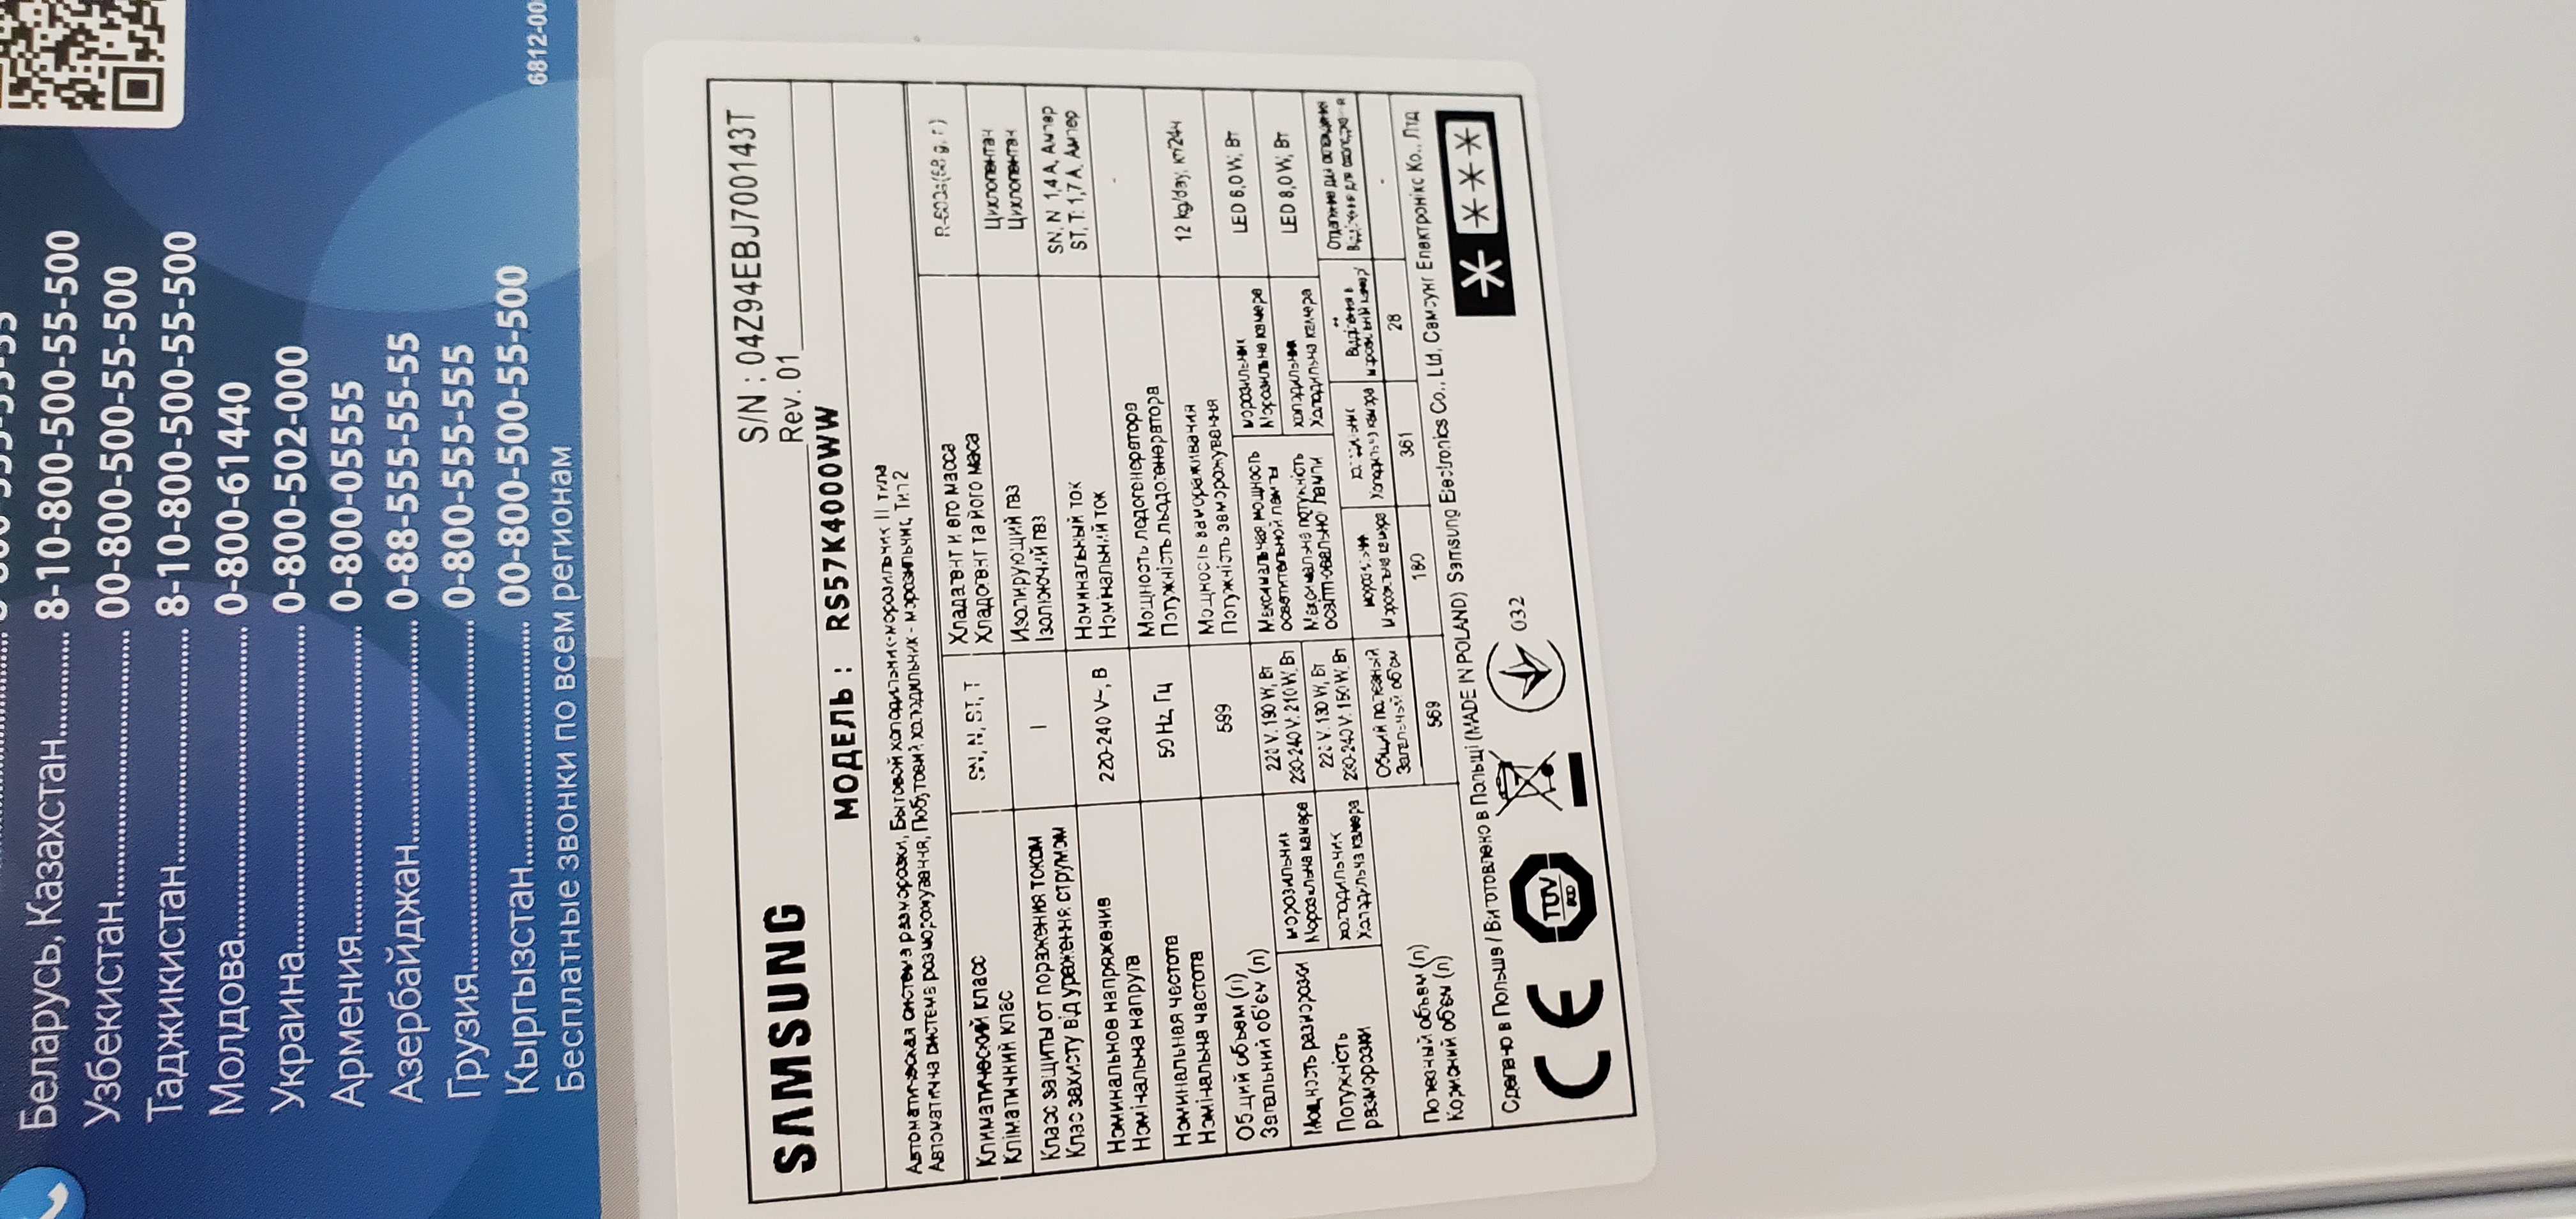 Беларусь, Казахстан.............. 8-10-800-500-55-500
Узбекистан.................................... 00-800-500-55-500
Таджикистан................................ 8-10-800-500-55-500
Молдова.......................................... 0-800-61440
Украина........................................... 0-800-502-000
Армения......................................... 0-800-05555
Азербайджан.............................. 0-88-555-55-55
Грузия............................................... 0-800-555-555
Кыргызстан................................. 00-800-500-55-500
Бесплатные звонки по всем регионам
6812-00
SAMSUNG
S/N : 04Z94EBJ700143T
Rev. 01
МОДЕЛЬ : RS57K4000WW
Автоматическая система разморозки, Бытовой холодильник-морозильник II типа
Автоматична система розморожування, Побутовий холодильник - морозильник, Тип 2
Климатический класс
Кліматичний клас
SN, N, ST, T
Хладагент и его масса
Хладогент та його маса
R-600a
Класс защиты от поражения током
Клас захисту від ураження струмом
I
Изолирующий газ
Ізолюючий газ
Циклопентан
Циклопентан
Номинальное напряжение
Номінальна напруга
220-240 V~, В
Номинальный ток
Номінальний ток
SN, N: 1,4 A, Ампер
ST, T: 1,7 A, Ампер
Номинальная частота
Номінальна частота
50 Hz, Гц
Мощность ледогенератора
Потужність льодогенератора
-
Общий объем (л)
Загальний об'єм (л)
599
Мощность замораживания
Потужність заморожування
12 kg/day, кг/24ч
Мощность разморозки
Потужність
разморозки
морозильник
Морозильна камера
220 V: 190 W, Вт
230-240 V: 210 W, Вт
холодильник
Холодильна камера
220 V: 130 W, Вт
230-240 V: 150 W, Вт
Максимальная мощность
осветительной лампы
Максимальна потужність
освітлювальної лампи
морозильник
Морозильна камера
LED 6,0 W, Вт
холодильник
Холодильна камера
LED 8,0 W, Вт
Полезный объем (л)
Корисний об'єм (л)
Общий полезный
Загальний об'єм
569
морозильник
Морозильна камера
180
холодильник
Холодильна камера
361
Відділення в
морозильній камері
28
-
Сделано в Польше / Виготовлено в Польщі (MADE IN POLAND) Samsung Electronics Co., Ltd, Самсунг Електронікс Ко., Лтд
CE
TUV
032